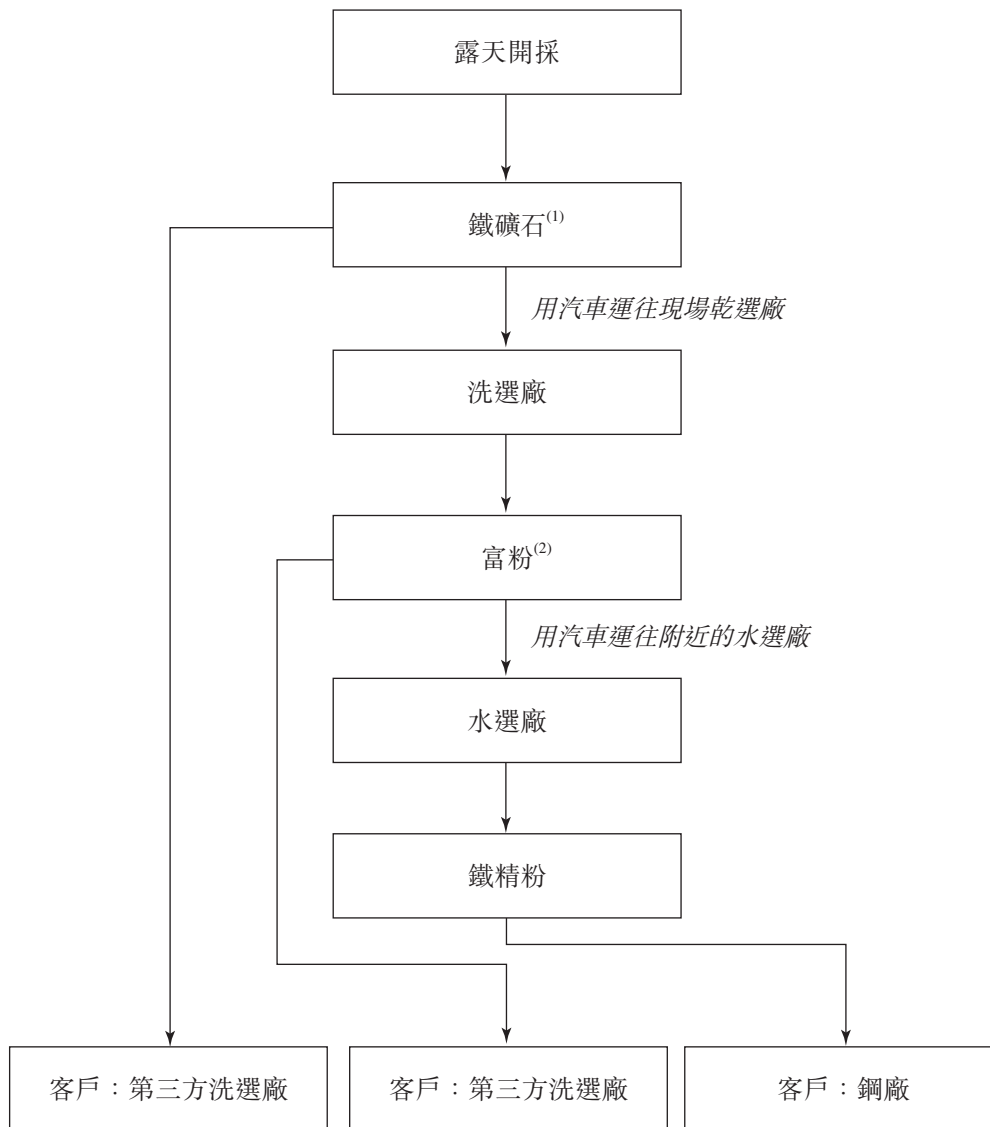 露天開採
鐵礦石(1)
用汽車運往現場乾選廠
洗選廠
富粉(2)
用汽車運往附近的水選廠
水選廠
鐵精粉
客戶：第三方洗選廠
客戶：第三方洗選廠
客戶：鋼廠